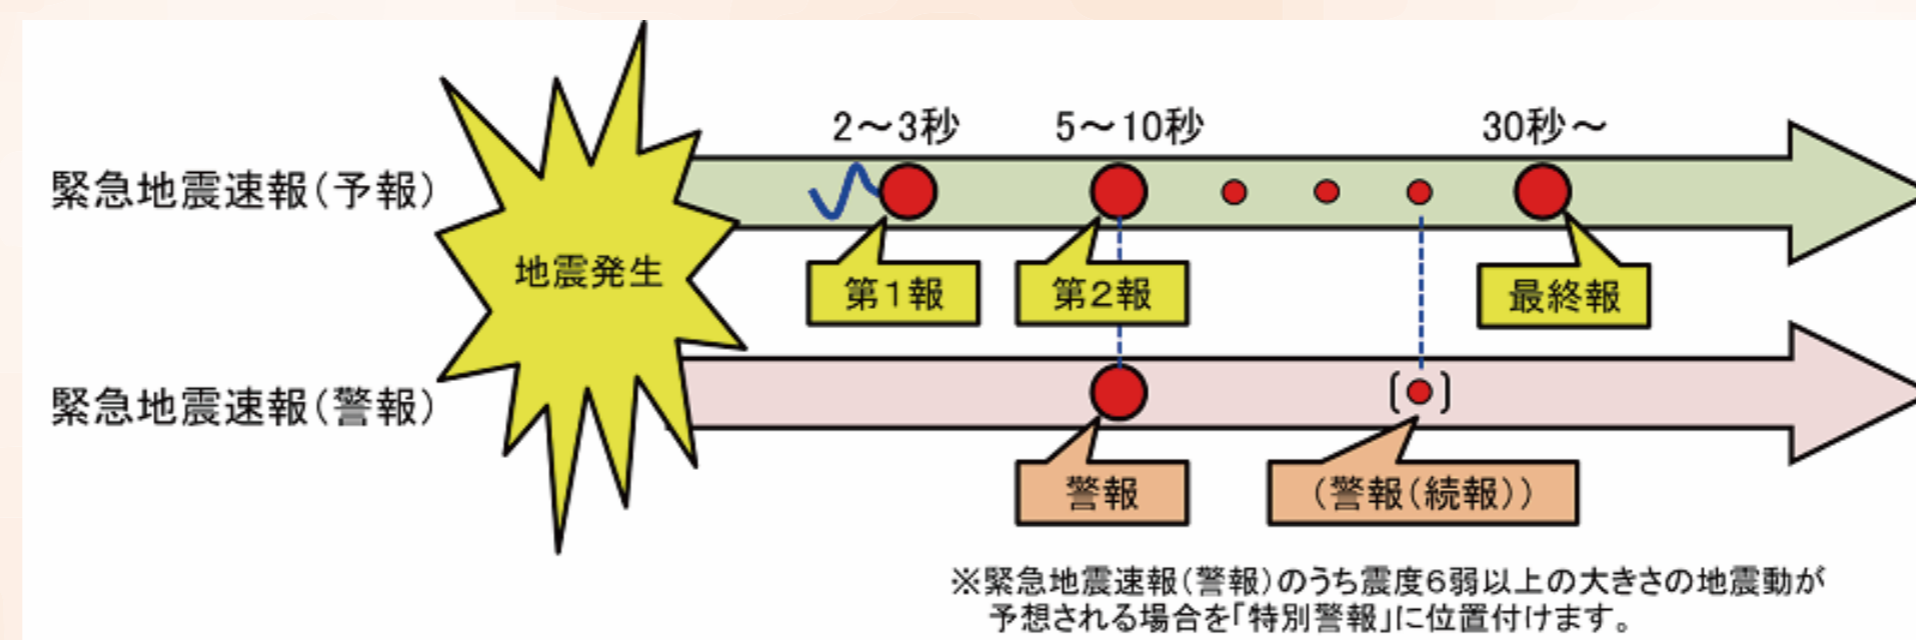 2～3秒
5～10秒
30秒～
緊急地震速報(予報)
地震発生
第１報
第２報
最終報
緊急地震速報(警報)
警報
(警報(続報))
※緊急地震速報(警報)のうち震度６弱以上の大きさの地震動が
予想される場合を「特別警報」に位置付けます。